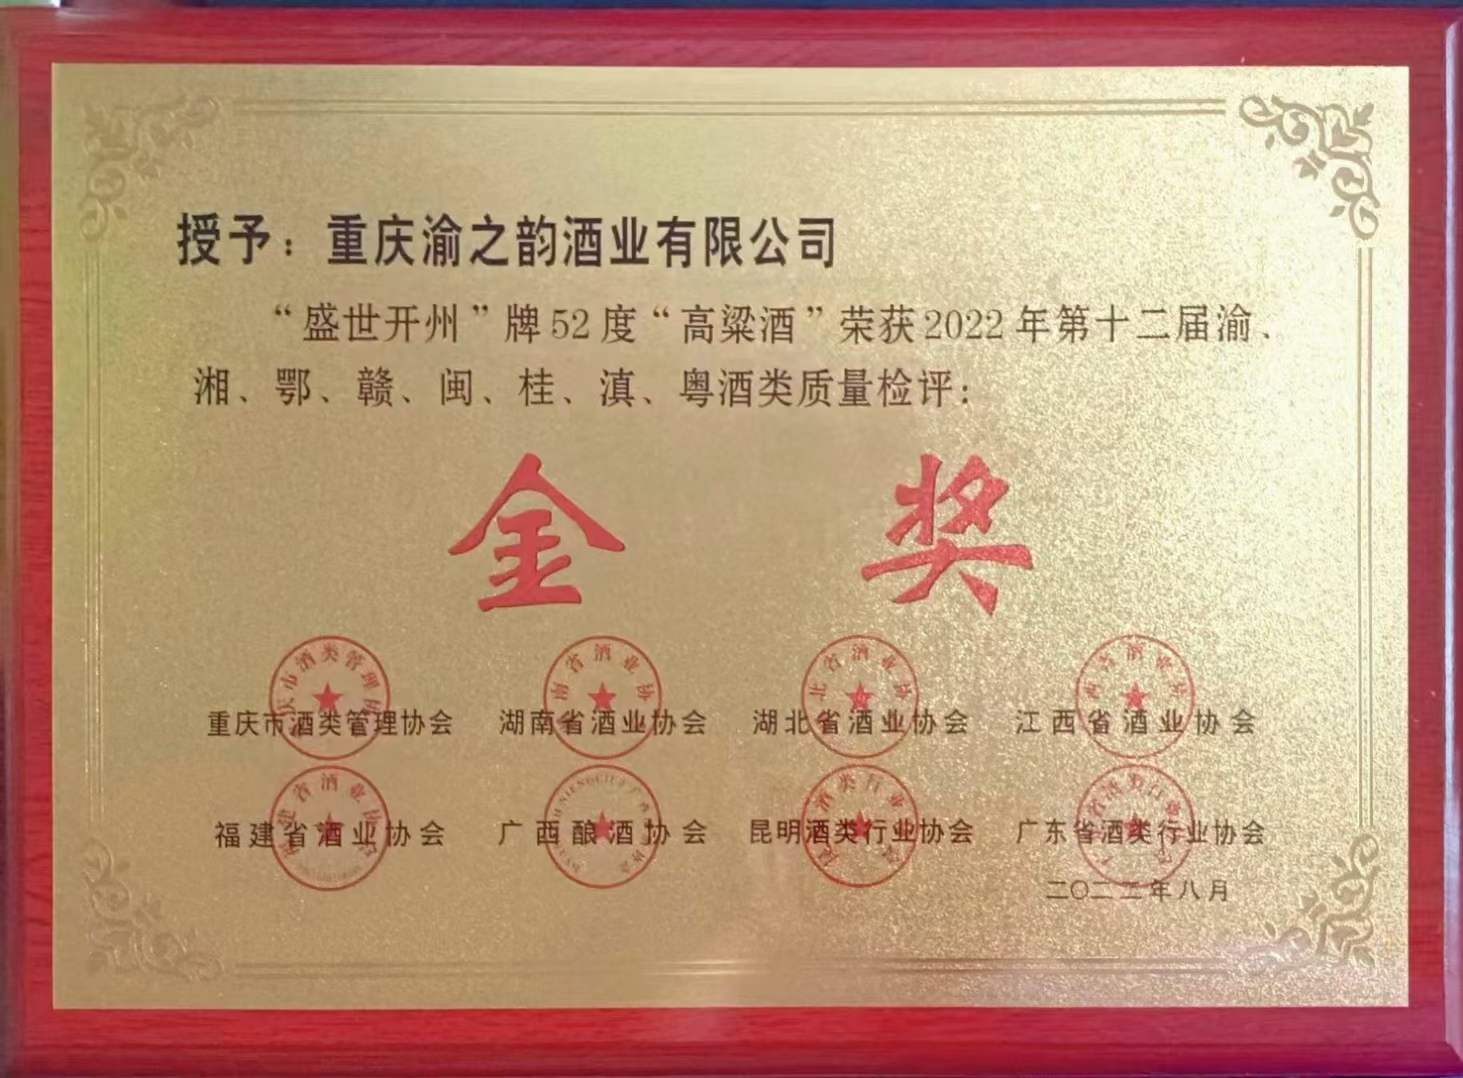 授予：重庆渝之韵酒业有限公司
“盛世开州”牌52度“高粱酒”荣获2022年第十二届渝、
湘、鄂、赣、闽、桂、滇、粤酒类质量检评：
金 奖
重庆市酒类管理协会 湖南省酒业协会 湖北省酒业协会 江西省酒业协会
福建省酒业协会 广西酿酒协会 昆明酒类行业协会 广东省酒类行业协会
二〇二二年八月